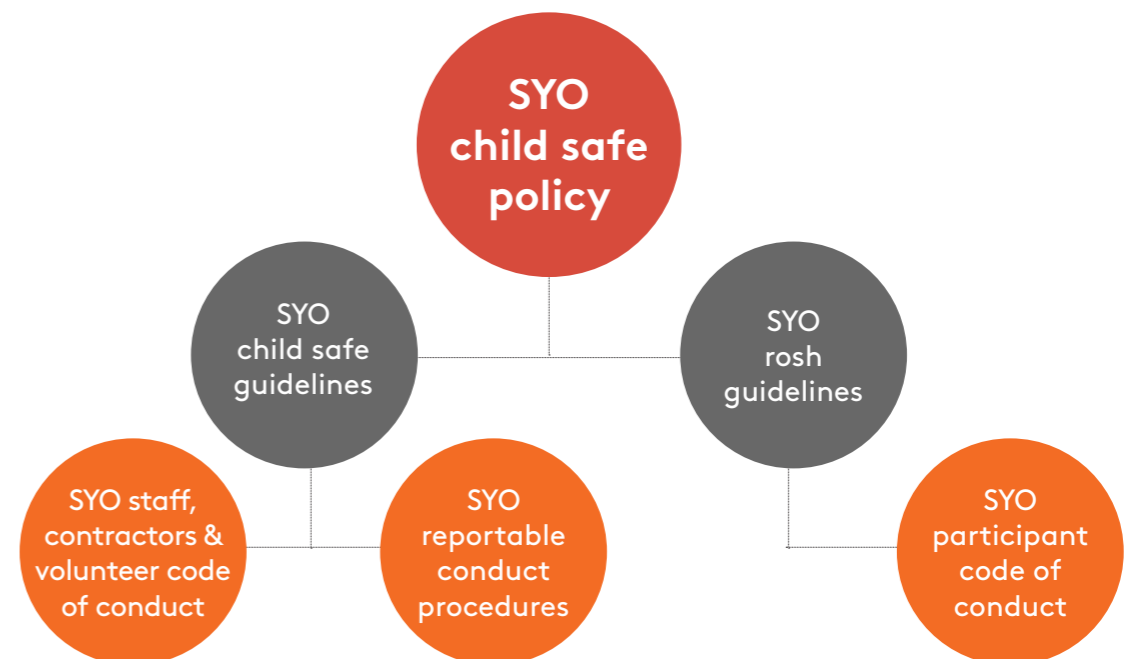 SYO
child safe
policy
SYO
child safe
guidelines
SYO
rosh
guidelines
SYO staff,
contractors &
volunteer code
of conduct
SYO
reportable
conduct
procedures
SYO
participant
code of
conduct